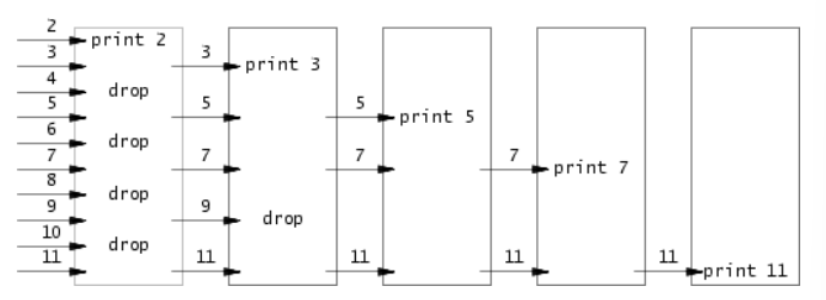 2 print 2
3 3 print 3
4 drop
5 5 5 print 5
6 drop
7 7 7 7 print 7
8 drop
9 9 drop
10 drop
11 11 11 11 11 print 11